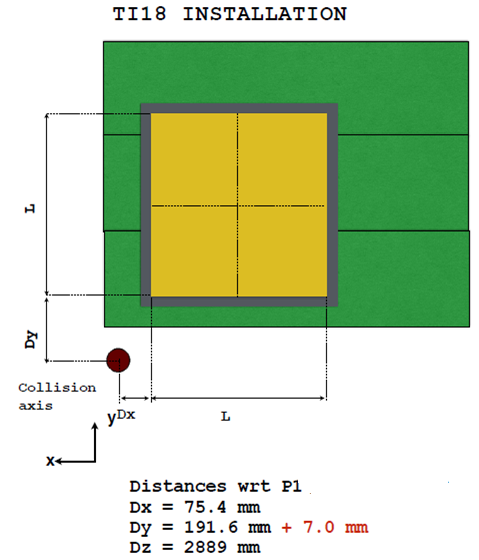 TI18 INSTALLATION
L
Dy
Collision
axis
yDx
L
x
Distances wrt P1
Dx = 75.4 mm
Dy = 191.6 mm + 7.0 mm
Dz = 2889 mm